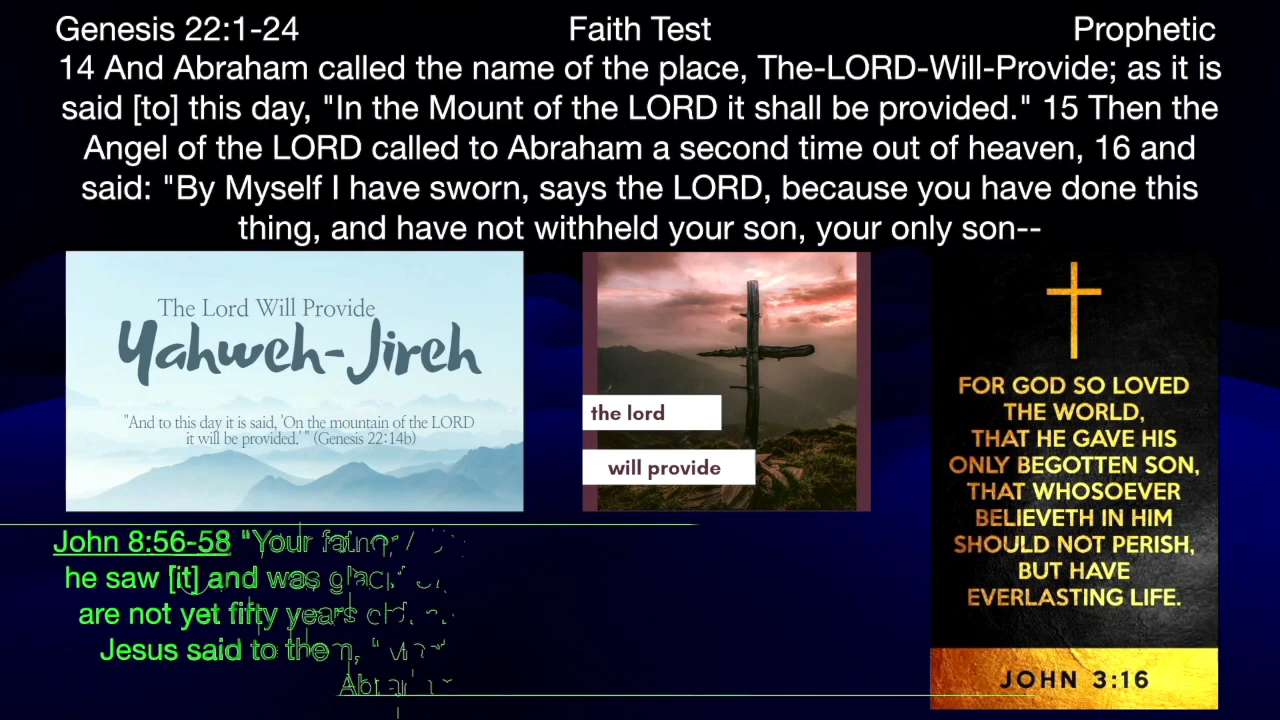 Genesis 22:1-24 Faith Test Prophetic
14 And Abraham called the name of the place, The-LORD-Will-Provide; as it is
said [to] this day, "In the Mount of the LORD it shall be provided." 15 Then the
Angel of the LORD called to Abraham a second time out of heaven, 16 and
said: "By Myself I have sworn, says the LORD, because you have done this
thing, and have not withheld your son, your only son--
The Lord Will Provide
Yahweh-Jireh
"And to this day it is said, 'On the mountain of the LORD
it will be provided.' " (Genesis 22:14b)
the lord
will provide
FOR GOD SO LOVED
THE WORLD,
THAT HE GAVE HIS
ONLY BEGOTTEN SON,
THAT WHOSOEVER
BELIEVETH IN HIM
SHOULD NOT PERISH,
BUT HAVE
EVERLASTING LIFE.
JOHN 3:16
John 8:56-58 "Your
he saw [it] and was
are not yet fifty years
Jesus said to them, "